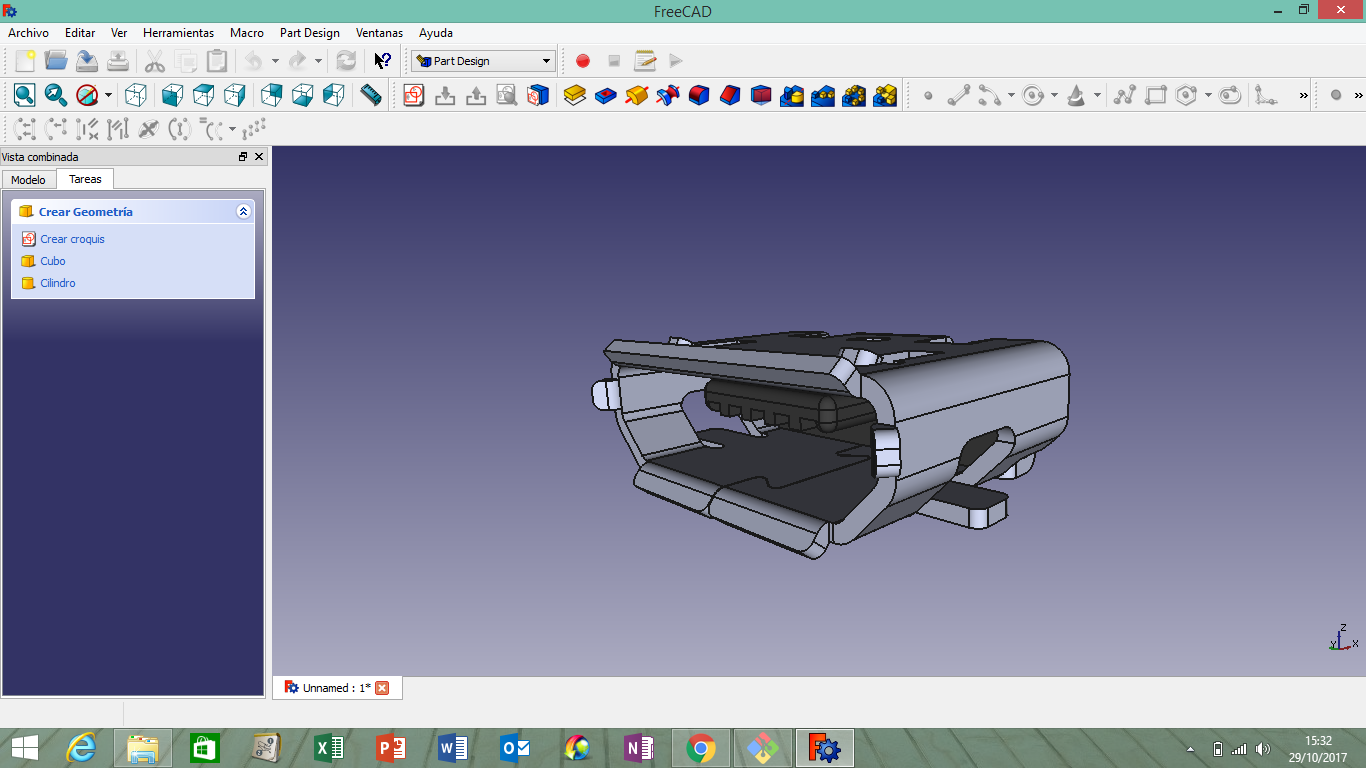 FreeCAD
Archivo Editar Ver Herramientas Macro Part Design Ventanas Ayuda
Part Design
Vista combinada
Modelo Tareas
Crear Geometría
Crear croquis
Cubo
Cilindro
Z
Y X
Unnamed : 1*
15:32
29/10/2017